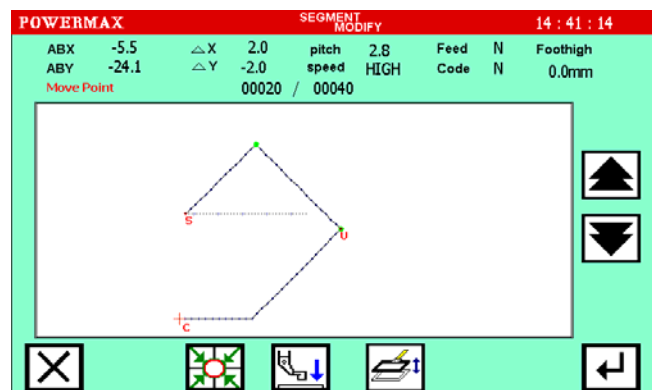 POWERMAX SEGMENT MODIFY 14 : 41 : 14
ABX -5.5 △X 2.0 pitch 2.8 Feed N Foothigh
ABY -24.1 △Y -2.0 speed HIGH Code N 0.0mm
Move Point 00020 / 00040
S
U
C